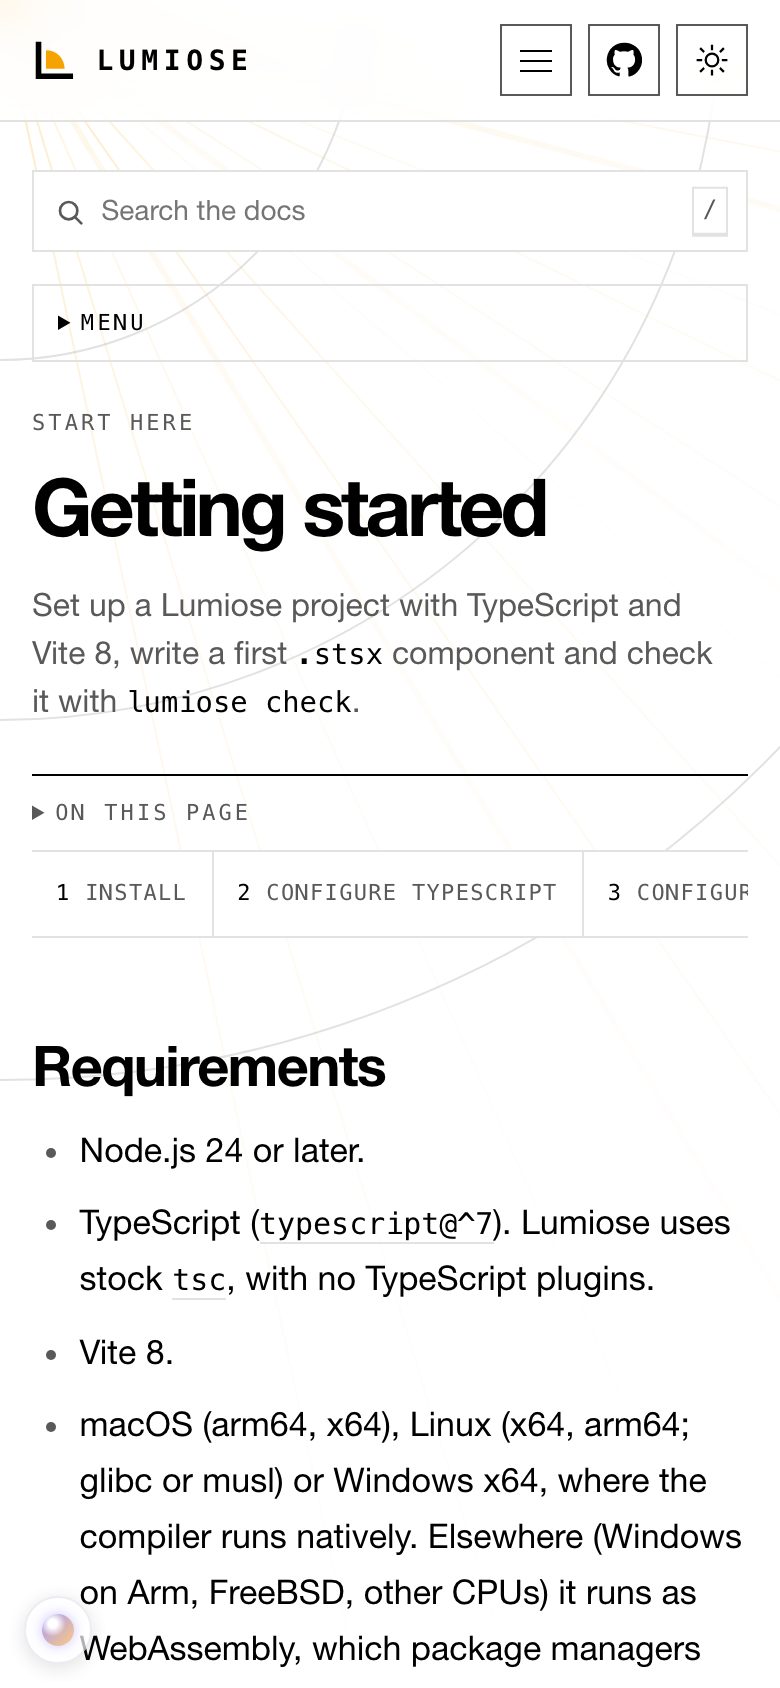 LUMIOSE
Search the docs /
MENU
START HERE
Getting started
Set up a Lumiose project with TypeScript and
Vite 8, write a first .stsx component and check
it with lumiose check.
ON THIS PAGE
1 INSTALL 2 CONFIGURE TYPESCRIPT 3 CONFIGUR
Requirements
Node.js 24 or later.
TypeScript (typescript@^7). Lumiose uses
stock tsc, with no TypeScript plugins.
Vite 8.
macOS (arm64, x64), Linux (x64, arm64;
glibc or musl) or Windows x64, where the
compiler runs natively. Elsewhere (Windows
on Arm, FreeBSD, other CPUs) it runs as
WebAssembly, which package managers